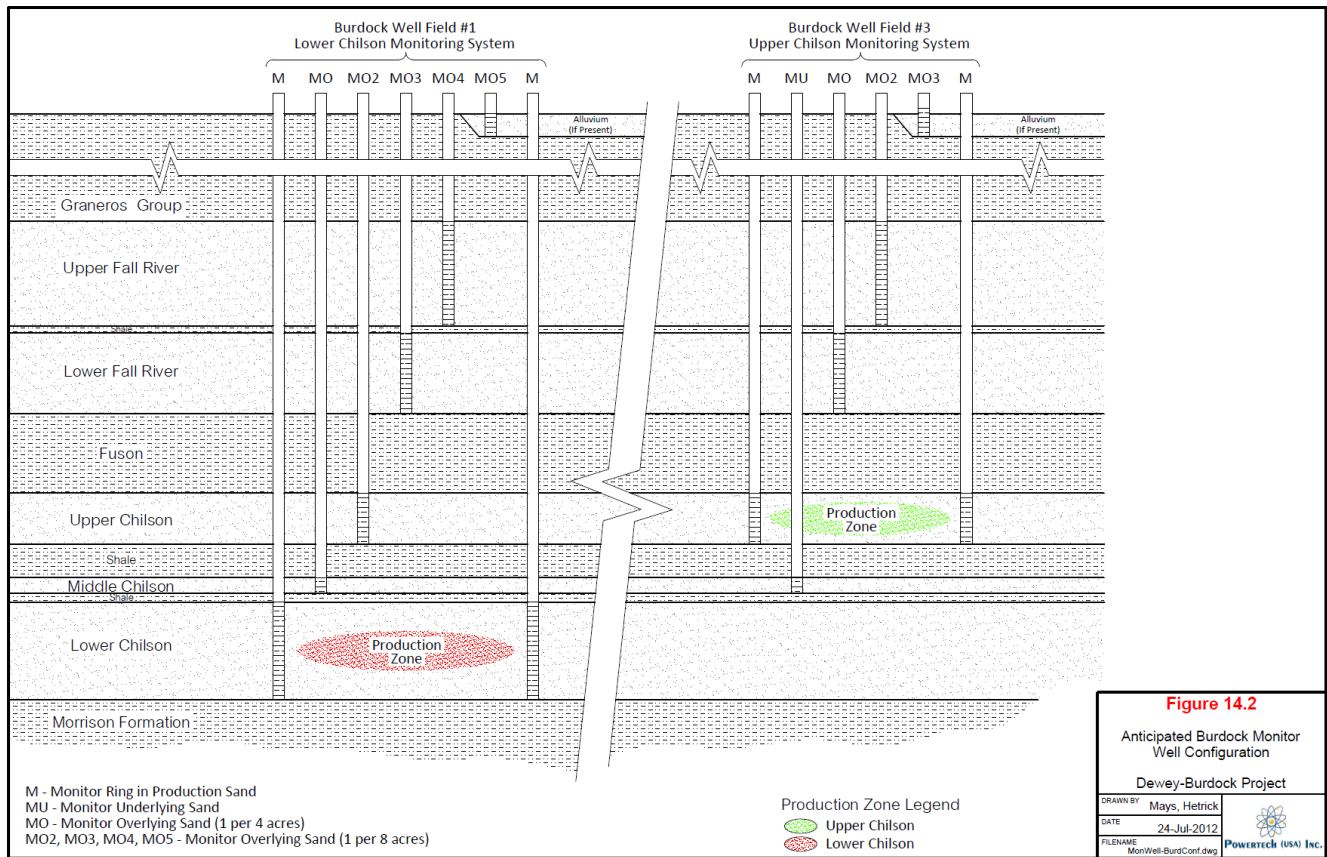 Burdock Well Field #1
Lower Chilson Monitoring System
Burdock Well Field #3
Upper Chilson Monitoring System
M MO MO2 MO3 MO4 MO5 M
M MU MO MO2 MO3 M
Alluvium
(If Present)
Alluvium
(If Present)
Graneros Group
Upper Fall River
Shale
Lower Fall River
Fuson
Upper Chilson
Production
Zone
Shale
Middle Chilson
Shale
Lower Chilson
Production
Zone
Morrison Formation
M - Monitor Ring in Production Sand
MU - Monitor Underlying Sand
MO - Monitor Overlying Sand (1 per 4 acres)
MO2, MO3, MO4, MO5 - Monitor Overlying Sand (1 per 8 acres)
Production Zone Legend
Upper Chilson
Lower Chilson
Figure 14.2
Anticipated Burdock Monitor
Well Configuration
Dewey-Burdock Project
DRAWN BY Mays, Hetrick
DATE 24-Jul-2012
FILENAME MonWell-BurdConf.dwg
POWERTECH (USA) INC.